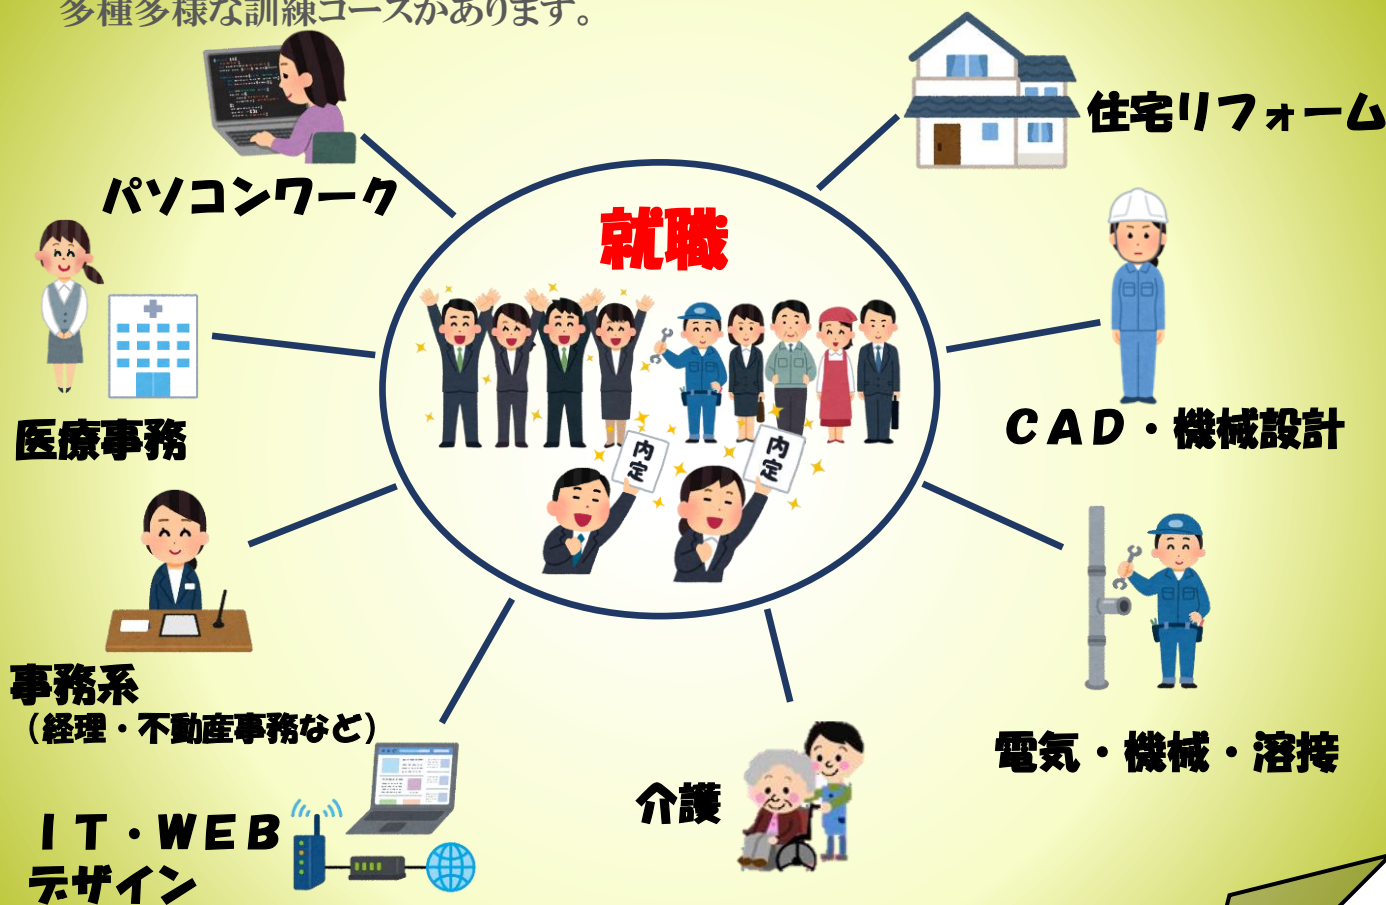 多種多様な訓練コースがあります。
パソコンワーク
住宅リフォーム
就職
医療事務
CAD・機械設計
内定
内定
事務系
（経理・不動産事務など）
電気・機械・溶接
介護
IT・WEB
デザイン